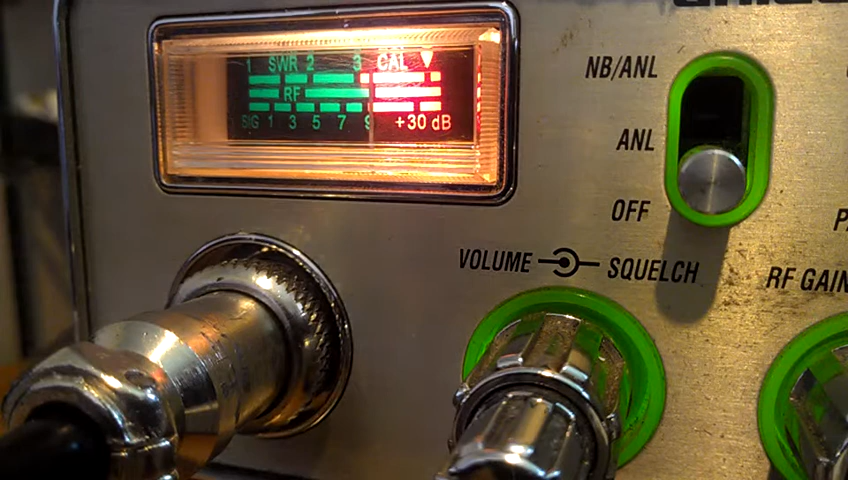 1 SWR 2 3 CAL
RF
SIG 1 3 5 7 9 +30 dB
NB/ANL
ANL
OFF
VOLUME SQUELCH
RF GAIN